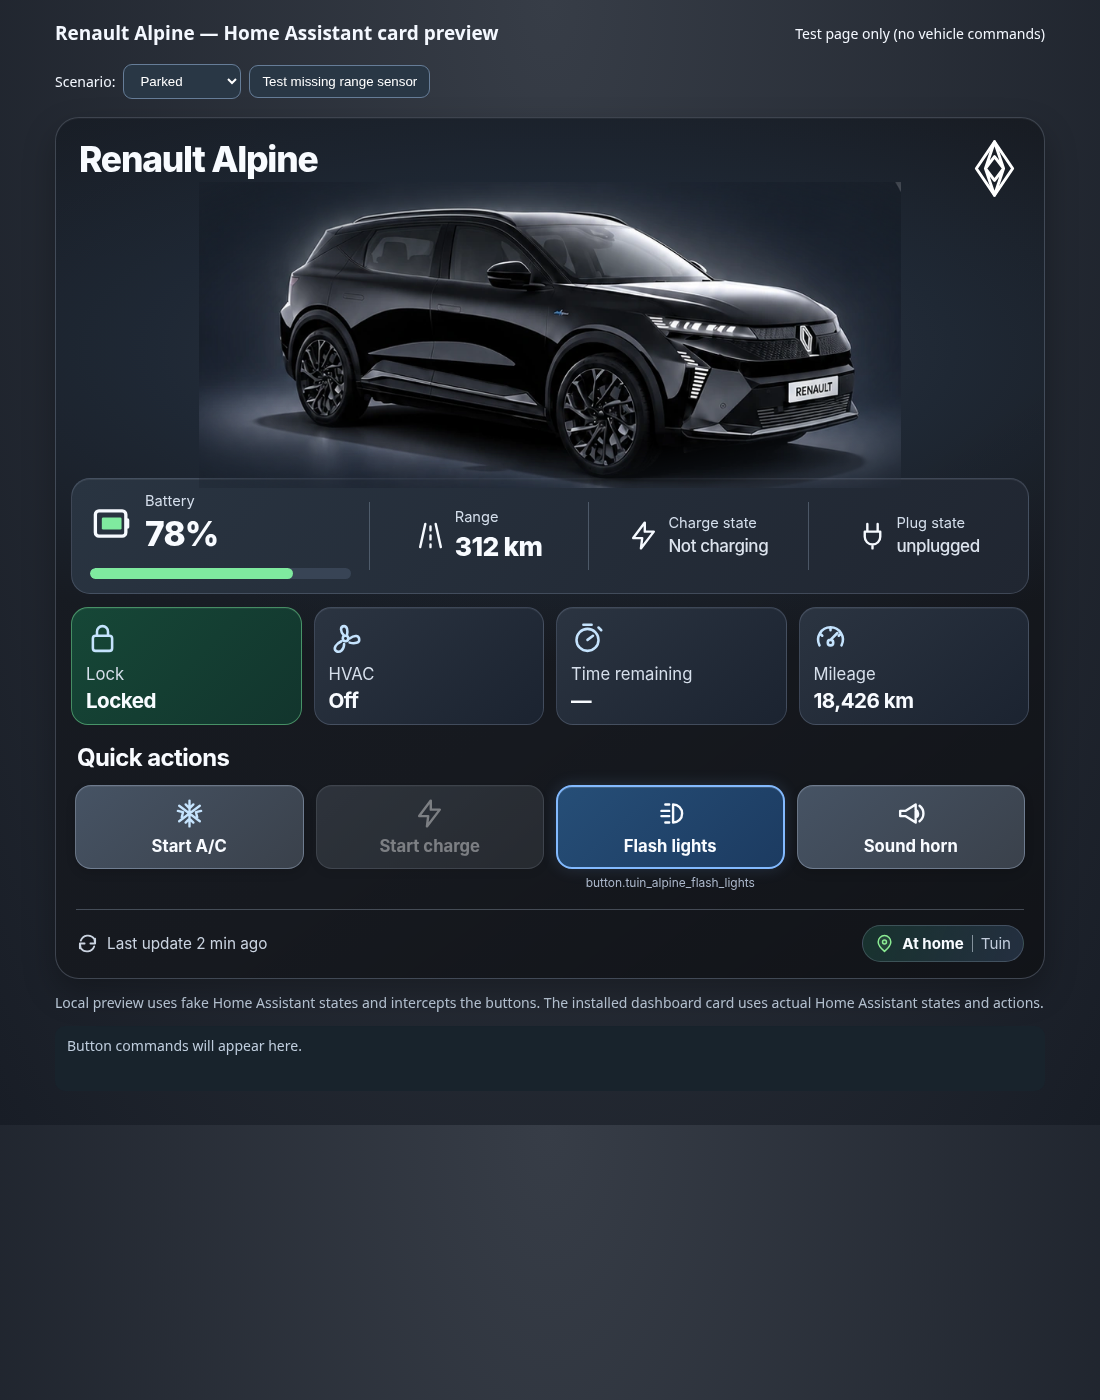 Renault Alpine — Home Assistant card preview
Test page only (no vehicle commands)
Scenario: Parked Test missing range sensor
Renault Alpine
RENAULT
Battery
78%
Range
312 km
Charge state
Not charging
Plug state
unplugged
Lock
Locked
HVAC
Off
Time remaining
—
Mileage
18,426 km
Quick actions
Start A/C
Start charge
Flash lights
Sound horn
button.tuin_alpine_flash_lights
Last update 2 min ago
At home | Tuin
Local preview uses fake Home Assistant states and intercepts the buttons. The installed dashboard card uses actual Home Assistant states and actions.
Button commands will appear here.